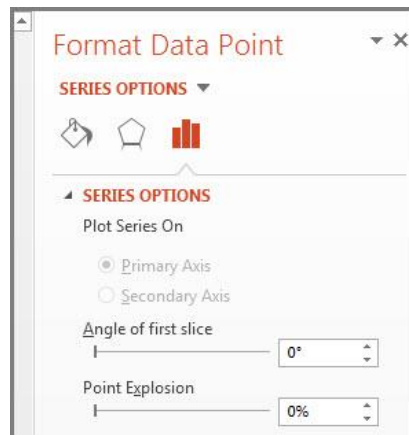 Format Data Point
SERIES OPTIONS
SERIES OPTIONS
Plot Series On
Primary Axis
Secondary Axis
Angle of first slice
0°
Point Explosion
0%